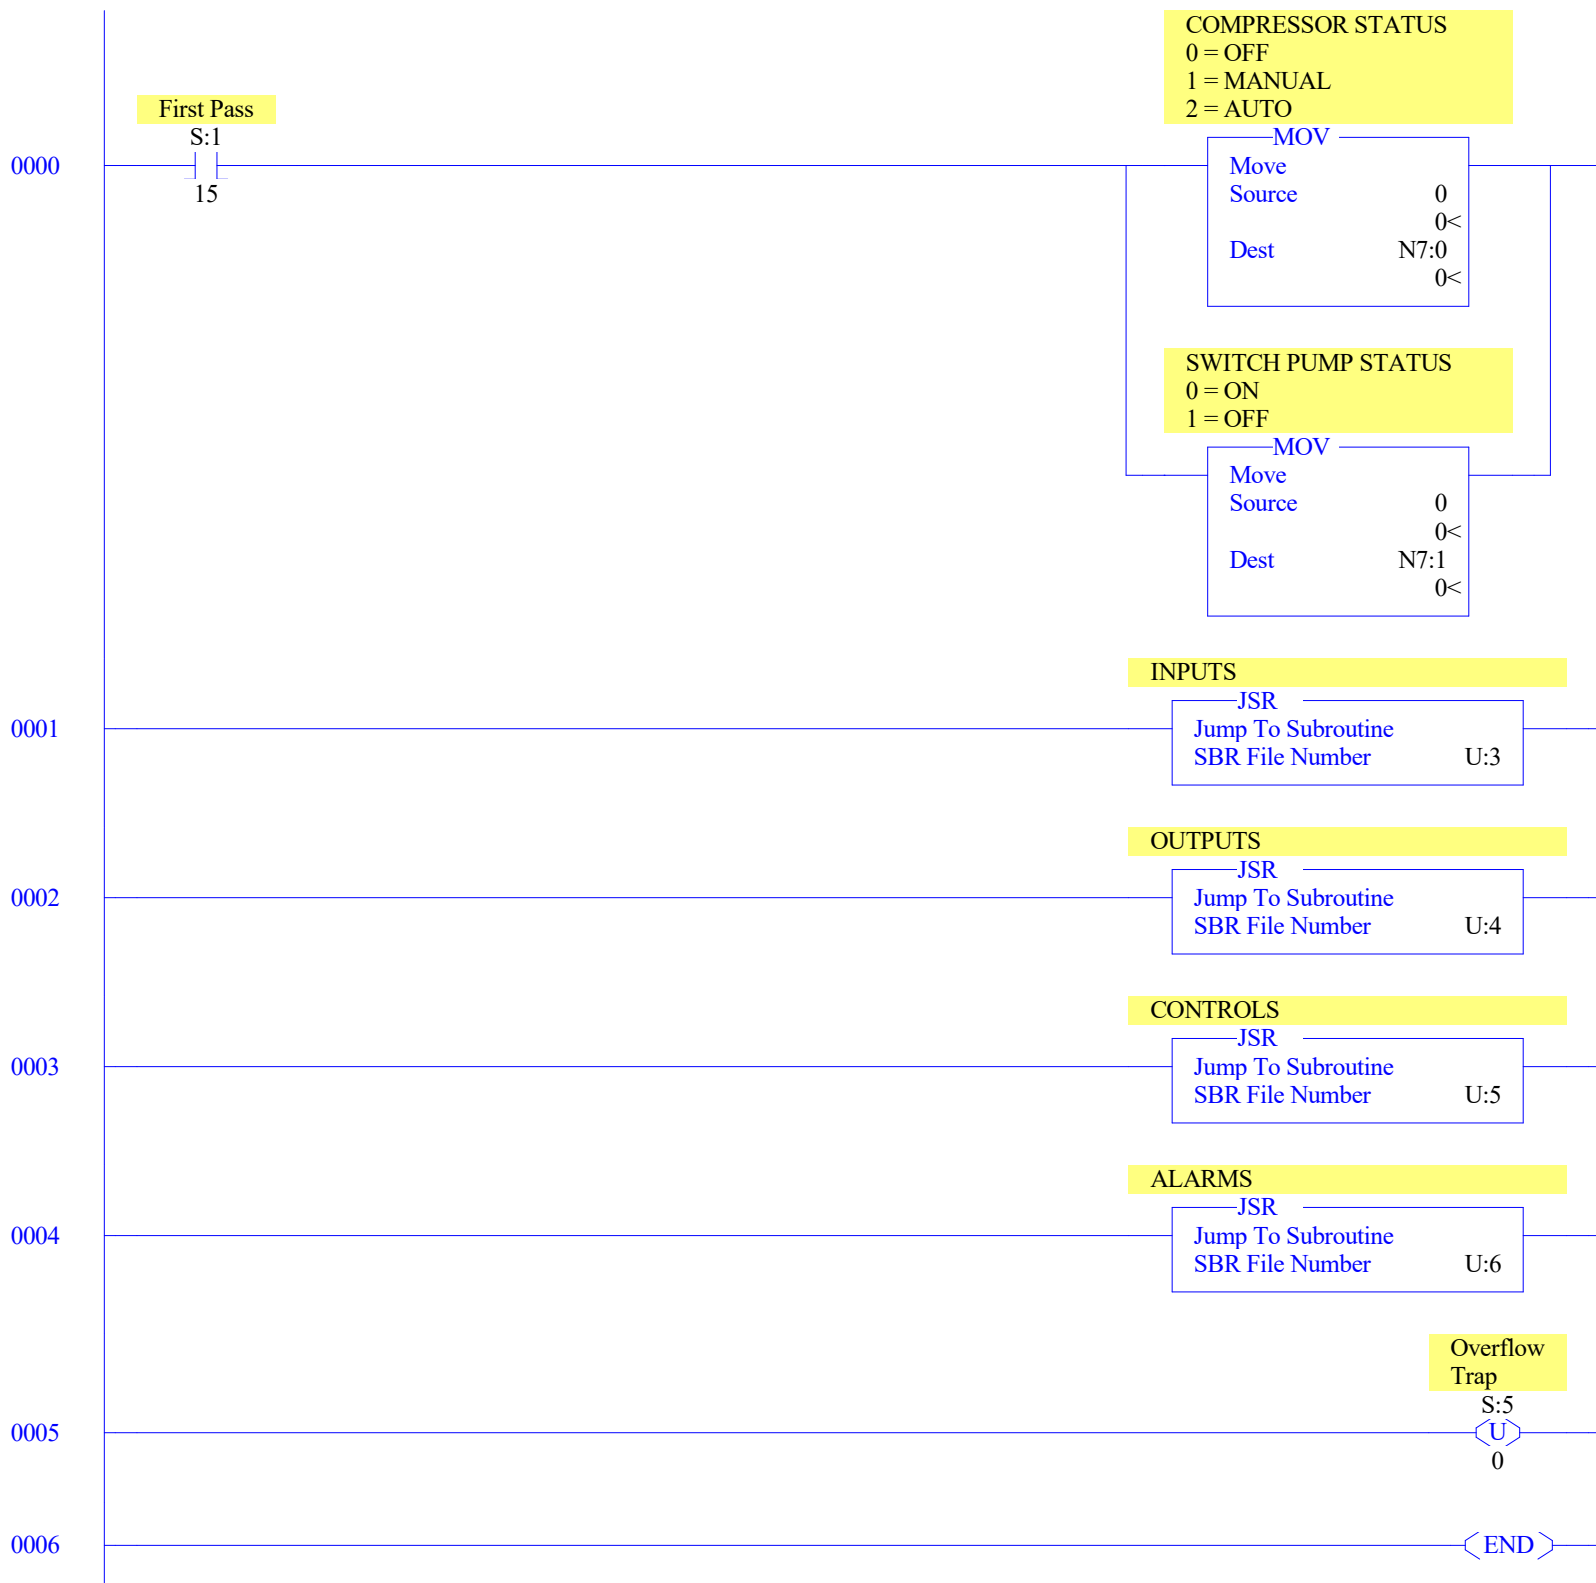 COMPRESSOR STATUS
0 = OFF
1 = MANUAL
2 = AUTO
First Pass
S:1
MOV
0000
Move
15
Source 0
0<
Dest N7:0
0<
SWITCH PUMP STATUS
0 = ON
1 = OFF
MOV
Move
Source 0
0<
Dest N7:1
0<
INPUTS
JSR
0001
Jump To Subroutine
SBR File Number U:3
OUTPUTS
JSR
0002
Jump To Subroutine
SBR File Number U:4
CONTROLS
JSR
0003
Jump To Subroutine
SBR File Number U:5
ALARMS
JSR
0004
Jump To Subroutine
SBR File Number U:6
Overflow
Trap
S:5
0005
U
0
0006
END